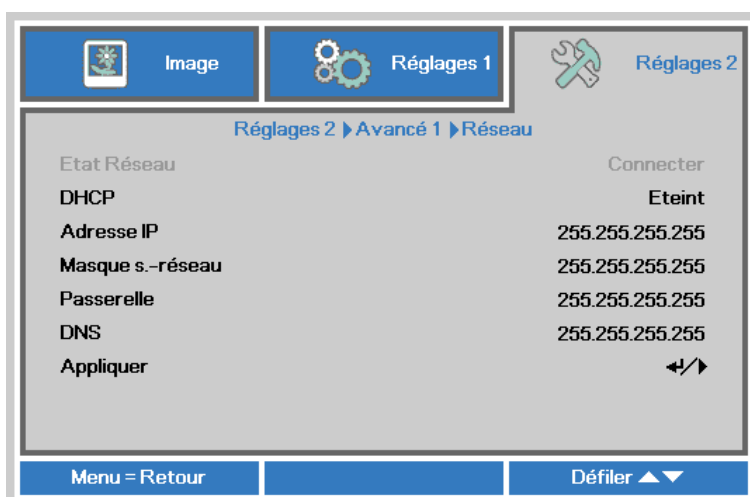 Image
Réglages 1
Réglages 2
Réglages 2 ▶ Avancé 1 ▶ Réseau
Etat Réseau Connecter
DHCP Eteint
Adresse IP 255.255.255.255
Masque s.-réseau 255.255.255.255
Passerelle 255.255.255.255
DNS 255.255.255.255
Appliquer ↵/▶
Menu = Retour
Défiler ▲▼